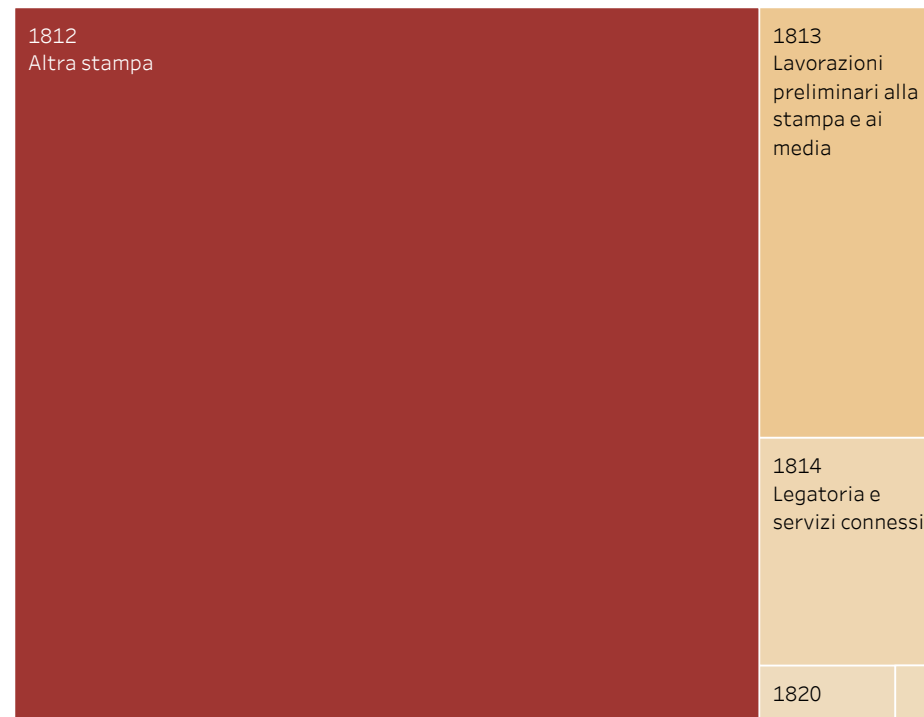 1812
Altra stampa
1813
Lavorazioni
preliminari alla
stampa e ai
media
1814
Legatoria e
servizi connessi
1820